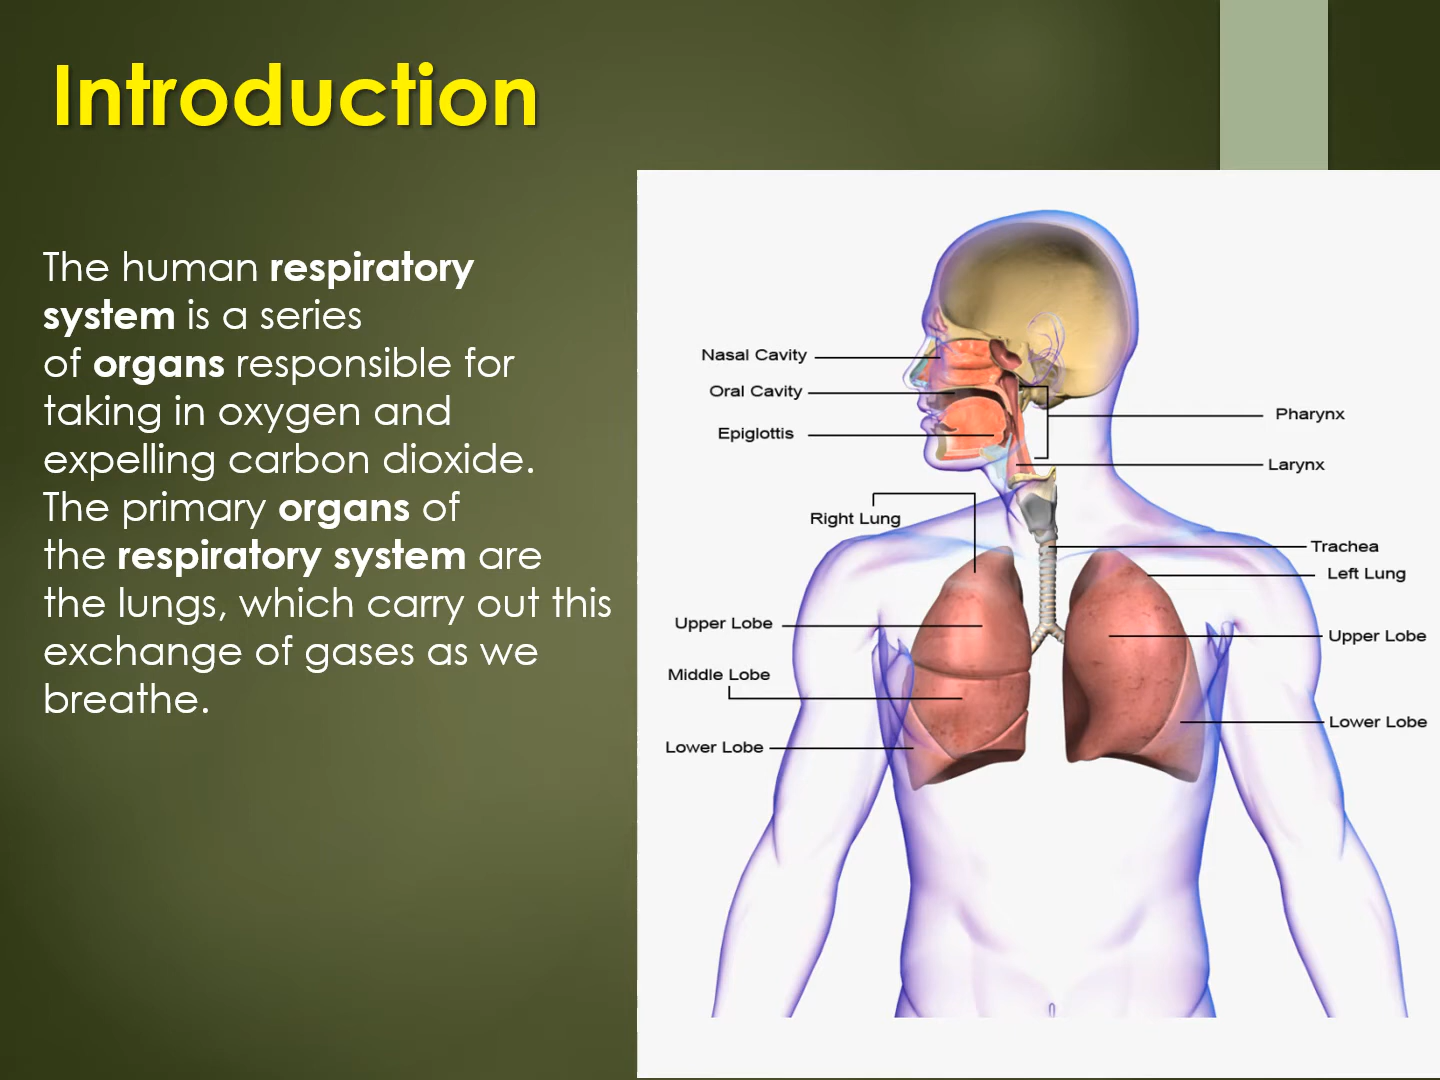 Introduction
The human respiratory
system is a series
of organs responsible for
taking in oxygen and
expelling carbon dioxide.
The primary organs of
the respiratory system are
the lungs, which carry out this
exchange of gases as we
breathe.
Nasal Cavity
Oral Cavity
Epiglottis
Pharynx
Larynx
Right Lung
Trachea
Left Lung
Upper Lobe
Upper Lobe
Middle Lobe
Lower Lobe
Lower Lobe